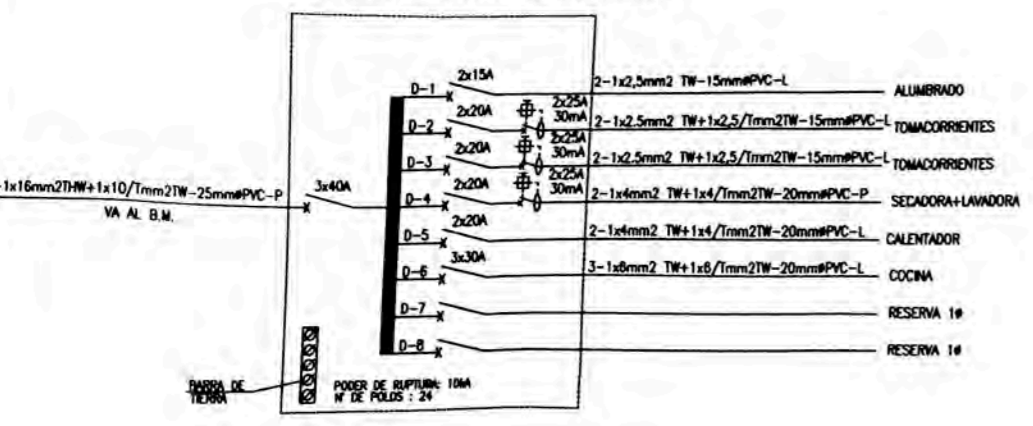 D-1 2x15A 2-1x2,5mm2 TW-15mmøPVC-L ALUMBRADO
D-2 2x20A 2x25A 30mA 2-1x2.5mm2 TW+1x2,5/Tmm2TW-15mmøPVC-L TOMACORRIENTES
D-3 2x20A 2x25A 30mA 2-1x2.5mm2 TW+1x2,5/Tmm2TW-15mmøPVC-L TOMACORRIENTES
D-4 2x20A 2x25A 30mA 2-1x4mm2 TW+1x4/Tmm2TW-20mmøPVC-P SECADORA+LAVADORA
-1x16mm2THW+1x10/Tmm2TW-25mmøPVC-P 3x40A
VA AL B.M.
D-5 2x20A 2-1x4mm2 TW+1x4/Tmm2TW-20mmøPVC-L CALENTADOR
D-6 3x30A 3-1x6mm2 TW+1x6/Tmm2TW-20mmøPVC-L COCINA
D-7 RESERVA 1ø
D-8 RESERVA 1ø
BARRA DE
TIERRA
PODER DE RUPTURA: 10kA
N° DE POLOS : 24